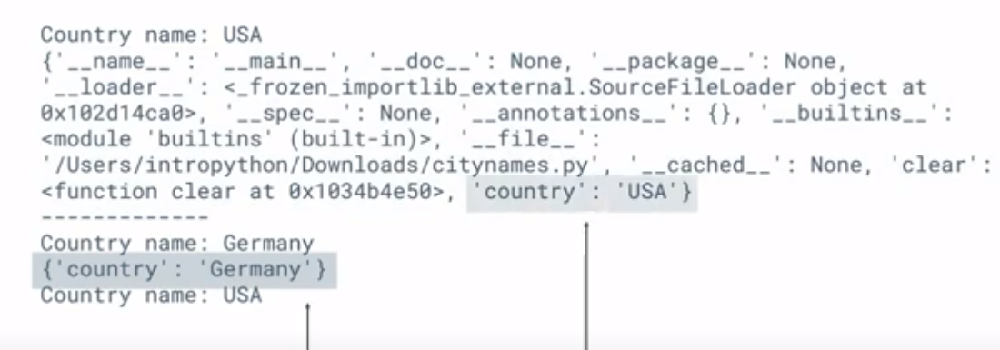 Country name: USA
{'__name__': '__main__', '__doc__': None, '__package__': None,
'__loader__': <_frozen_importlib_external.SourceFileLoader object at
0x102d14ca0>, '__spec__': None, '__annotations__': {}, '__builtins__':
<module 'builtins' (built-in)>, '__file__':
'/Users/intropython/Downloads/citynames.py', '__cached__': None, 'clear':
<function clear at 0x1034b4e50>, 'country': 'USA'}
-------------
Country name: Germany
{'country': 'Germany'}
Country name: USA